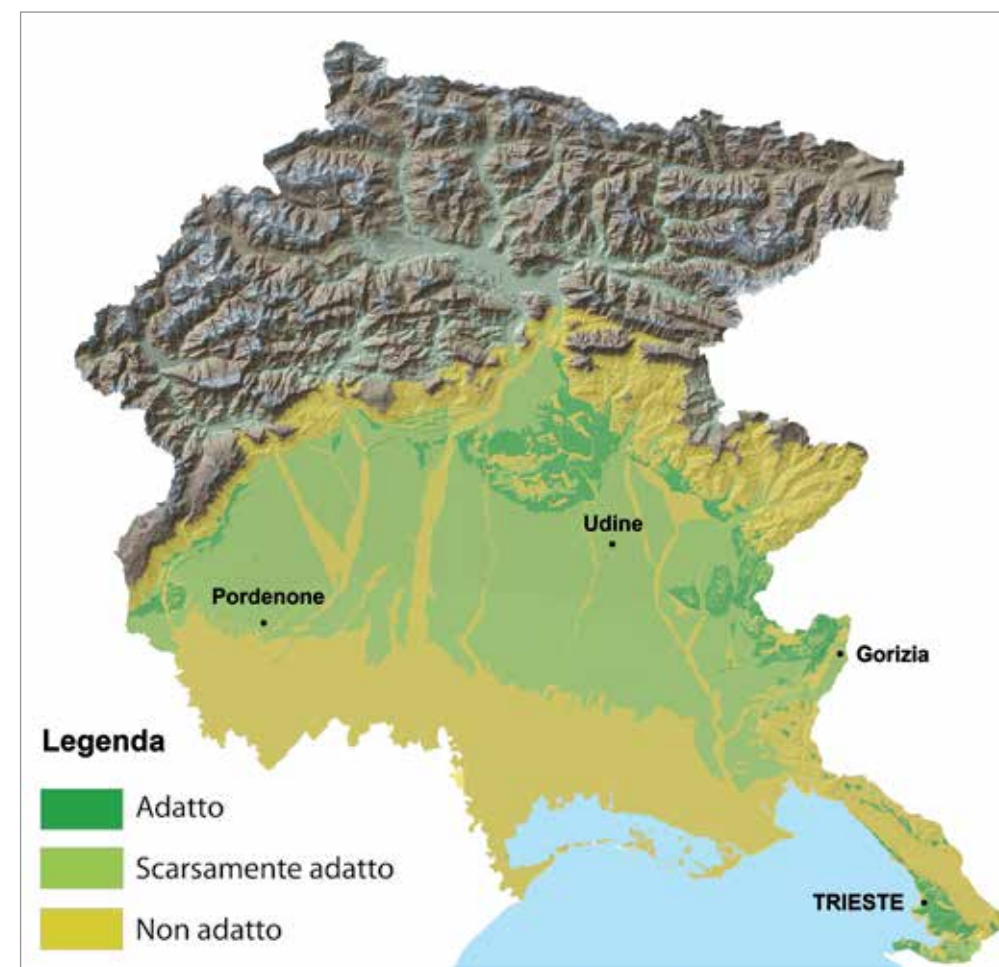 Udine
Pordenone
Gorizia
Legenda
Adatto
Scarsamente adatto
TRIESTE
Non adatto